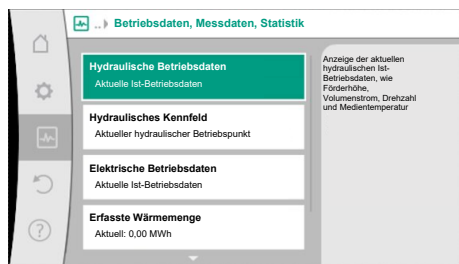 ..) Betriebsdaten, Messdaten, Statistik
Hydraulische Betriebsdaten
Aktuelle Ist-Betriebsdaten
Hydraulisches Kennfeld
Aktueller hydraulischer Betriebspunkt
Elektrische Betriebsdaten
Aktuelle Ist-Betriebsdaten
Erfasste Wärmemenge
Aktuell: 0,00 MWh
Anzeige der aktuellen
hydraulischen Ist-
Betriebsdaten, wie
Förderhöhe,
Volumenstrom, Drehzahl
und Medientemperatur
?